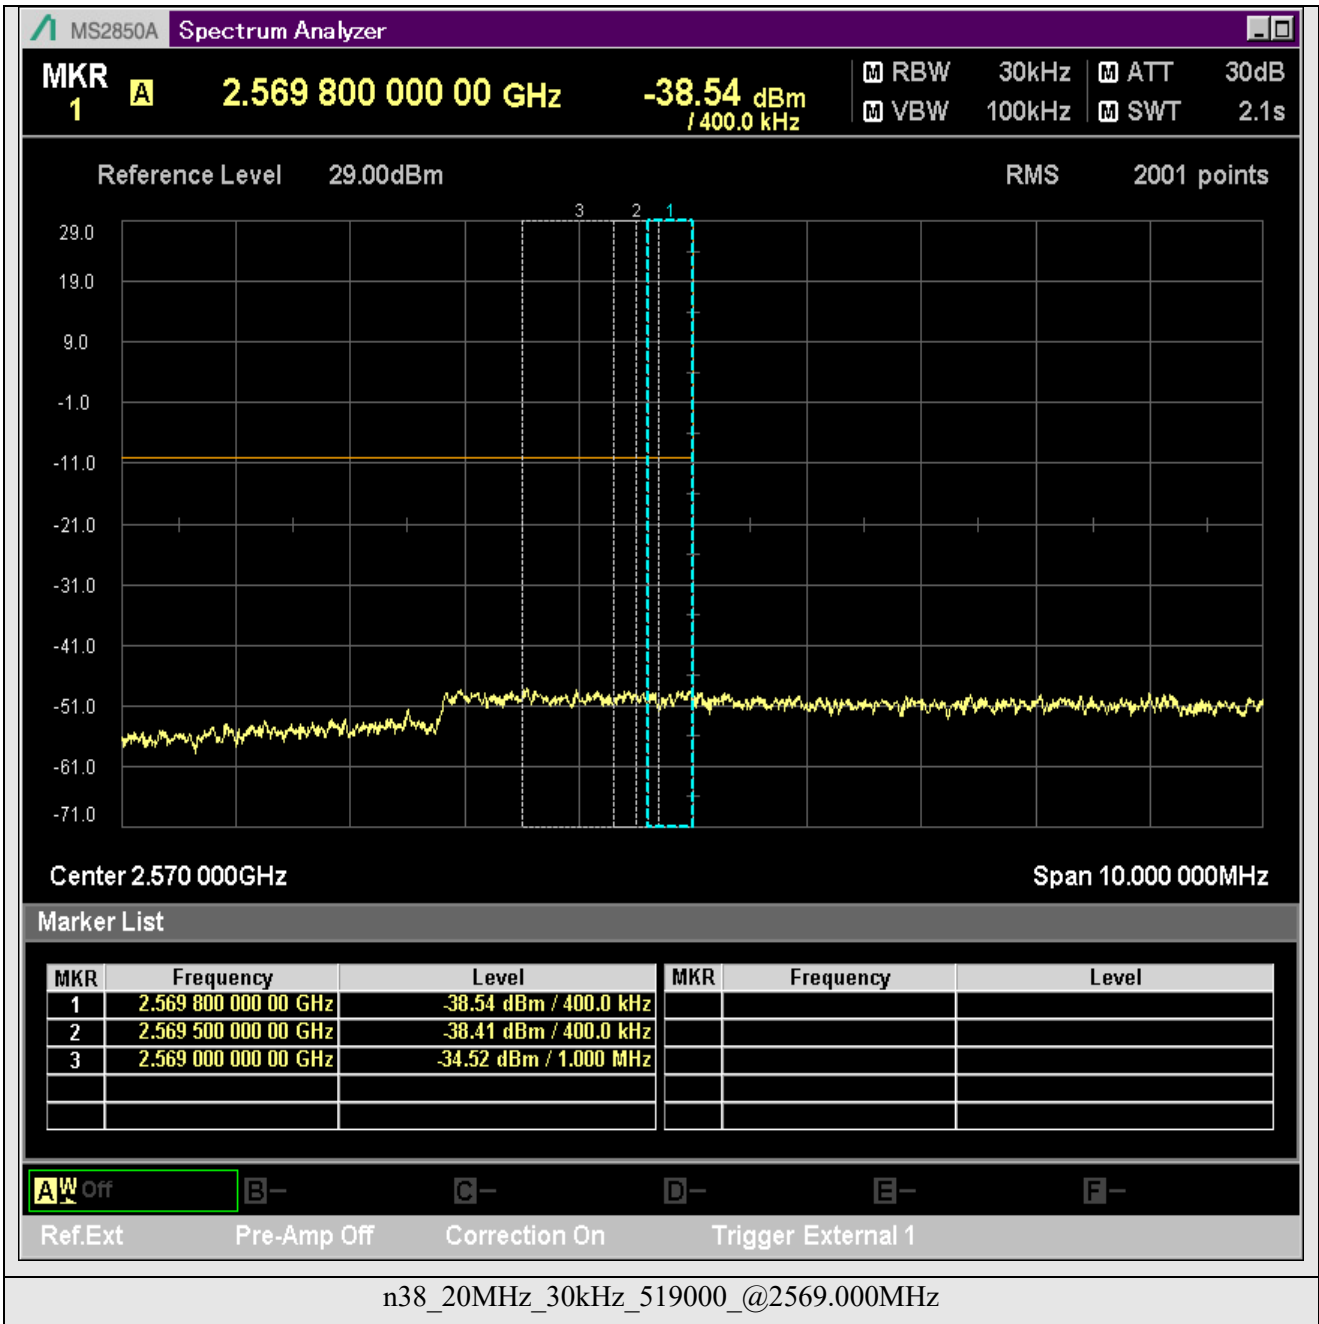 MS2850A Spectrum Analyzer
MKR 1 A 2.569 800 000 00 GHz -38.54 dBm / 400.0 kHz
M RBW 30kHz M ATT 30dB
M VBW 100kHz M SWT 2.1s
Reference Level 29.00dBm RMS 2001 points
3 2 1
29.0
19.0
9.0
-1.0
-11.0
-21.0
-31.0
-41.0
-51.0
-61.0
-71.0
Center 2.570 000GHz Span 10.000 000MHz
Marker List
MKR Frequency Level MKR Frequency Level
1 2.569 800 000 00 GHz -38.54 dBm / 400.0 kHz
2 2.569 500 000 00 GHz -38.41 dBm / 400.0 kHz
3 2.569 000 000 00 GHz -34.52 dBm / 1.000 MHz
A W Off B- C- D- E- F-
Ref.Ext Pre-Amp Off Correction On Trigger External 1
n38_20MHz_30kHz_519000_@2569.000MHz